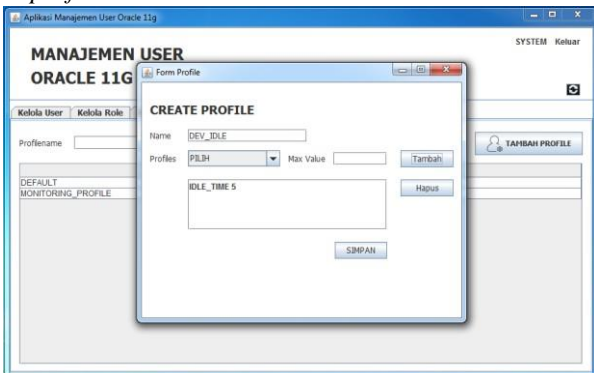 Aplikasi Manajemen User Oracle 11g
SYSTEM Keluar
MANAJEMEN USER
ORACLE 11G
Form Profile
Kelola User Kelola Role
CREATE PROFILE
Name DEV_IDLE
Profilename
TAMBAH PROFILE
Profiles PILIH Max Value Tambah
IDLE_TIME 5
Hapus
DEFAULT
MONITORING_PROFILE
SIMPAN